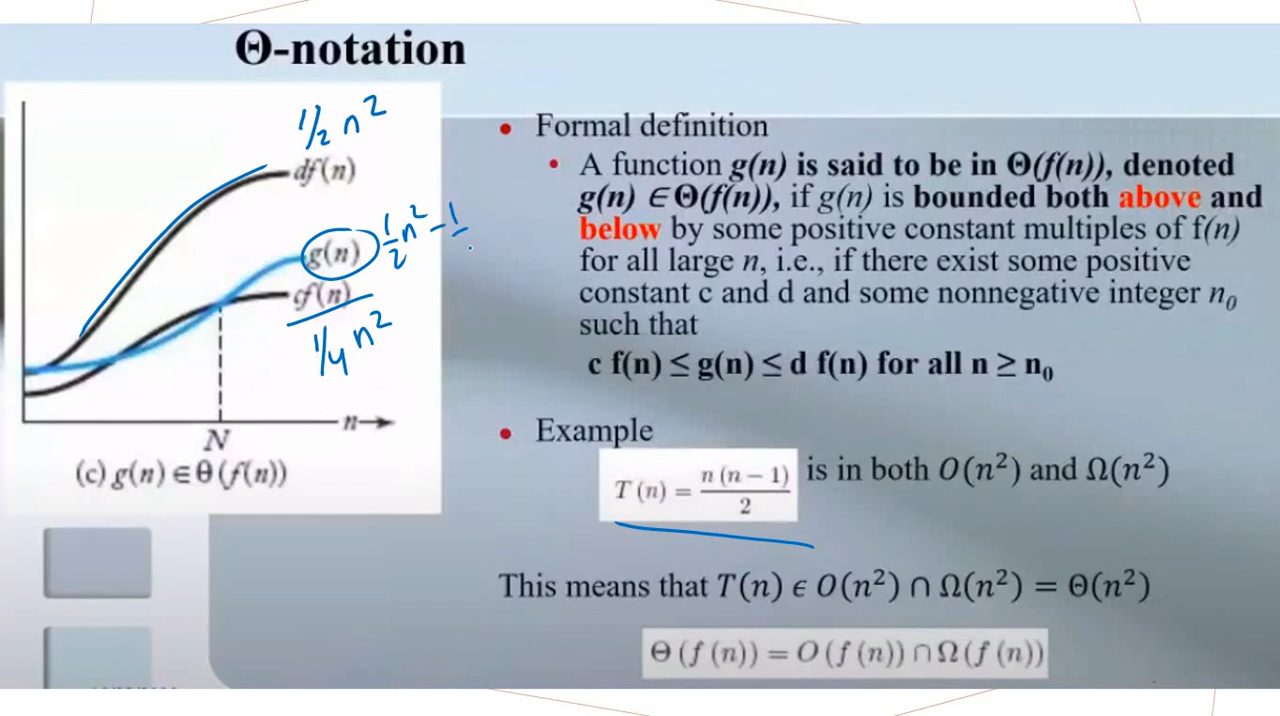 Θ-notation
1/2 n²
df(n)
g(n) 1/2 n² - 1
cf(n)
1/4 n²
n
N
(c) g(n) ∈ Θ (f(n))
• Formal definition
• A function g(n) is said to be in Θ(f(n)), denoted
g(n) ∈Θ(f(n)), if g(n) is bounded both above and
below by some positive constant multiples of f(n)
for all large n, i.e., if there exist some positive
constant c and d and some nonnegative integer n₀
such that
c f(n) ≤ g(n) ≤ d f(n) for all n ≥ n₀
• Example
T (n) = n (n − 1) / 2 is in both O(n²) and Ω(n²)
This means that T(n) ϵ O(n²) ∩ Ω(n²) = Θ(n²)
Θ (f (n)) = O (f (n)) ∩ Ω (f (n))